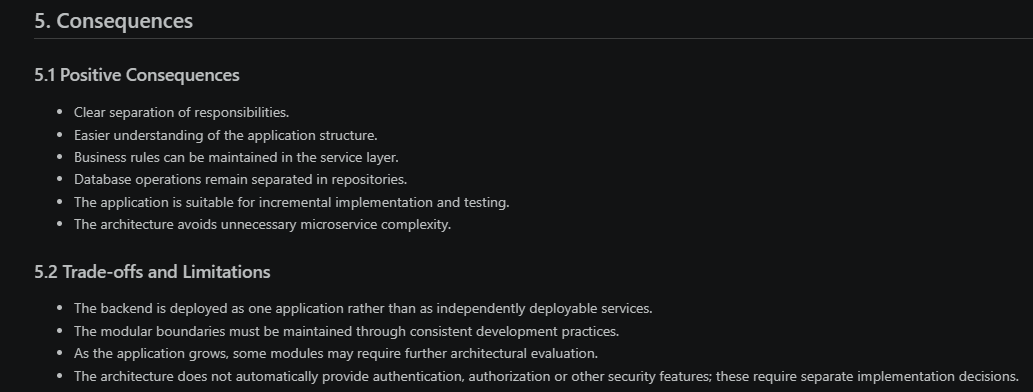 5. Consequences
5.1 Positive Consequences
• Clear separation of responsibilities.
• Easier understanding of the application structure.
• Business rules can be maintained in the service layer.
• Database operations remain separated in repositories.
• The application is suitable for incremental implementation and testing.
• The architecture avoids unnecessary microservice complexity.
5.2 Trade-offs and Limitations
• The backend is deployed as one application rather than as independently deployable services.
• The modular boundaries must be maintained through consistent development practices.
• As the application grows, some modules may require further architectural evaluation.
• The architecture does not automatically provide authentication, authorization or other security features; these require separate implementation decisions.